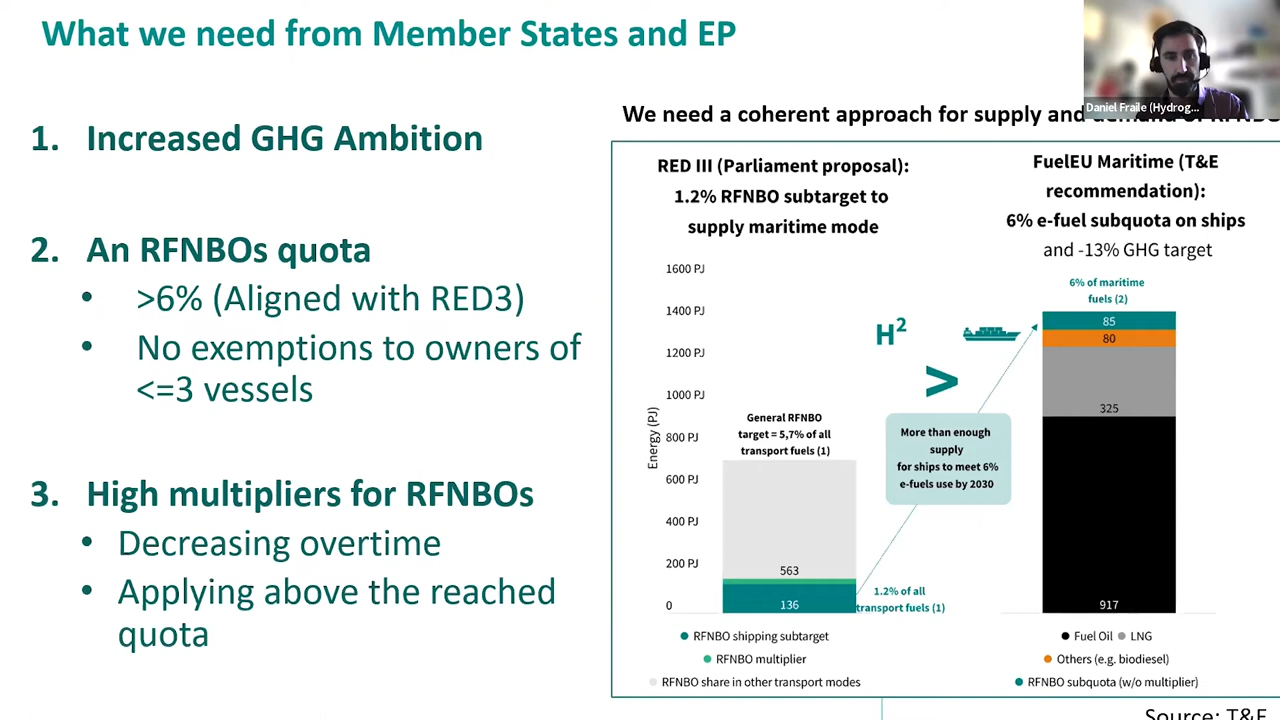 What we need from Member States and EP
Daniel Fraile (Hydrog...
1. Increased GHG Ambition
2. An RFNBOs quota
• >6% (Aligned with RED3)
• No exemptions to owners of
<=3 vessels
3. High multipliers for RFNBOs
• Decreasing overtime
• Applying above the reached
quota
We need a coherent approach for supply and
RED III (Parliament proposal):
1.2% RFNBO subtarget to
supply maritime mode
FuelEU Maritime (T&E
recommendation):
6% e-fuel subquota on ships
and -13% GHG target
Energy (PJ)
1600 PJ
1400 PJ
1200 PJ
1000 PJ
800 PJ
600 PJ
400 PJ
200 PJ
0
General RFNBO
target = 5,7% of all
transport fuels (1)
563
136
1.2% of all
transport fuels (1)
H²
>
More than enough
supply
for ships to meet 6%
e-fuels use by 2030
6% of maritime
fuels (2)
85
80
325
917
RFNBO shipping subtarget
RFNBO multiplier
RFNBO share in other transport modes
Fuel Oil LNG
Others (e.g. biodiesel)
RFNBO subquota (w/o multiplier)
Source: T&E